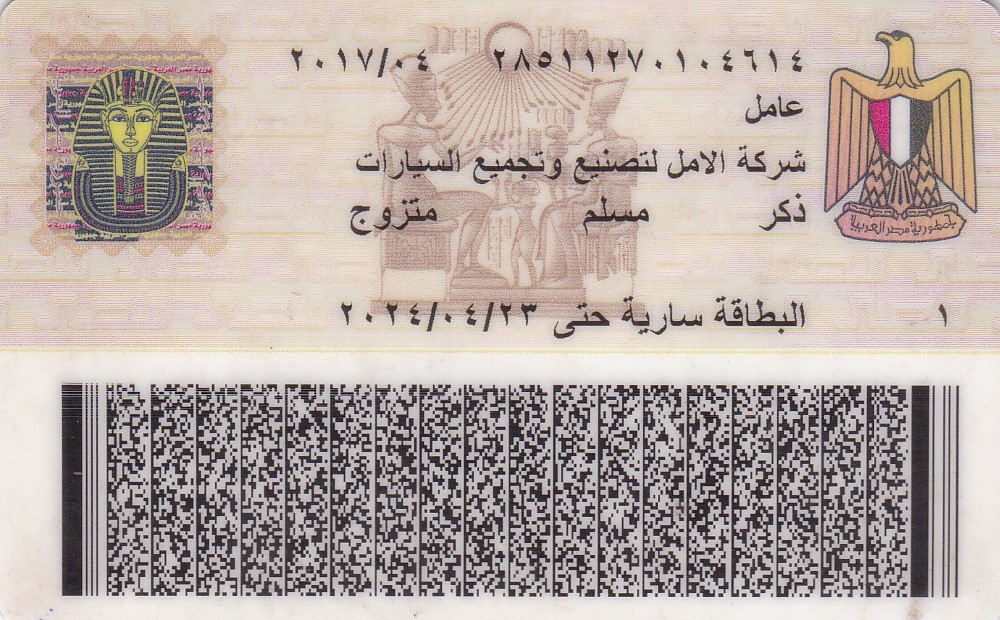 ٢٨٥١١٢٧٠١٠٤٦١٤ ٢٠١٧/٠٤
عامل
شركة الامل لتصنيع وتجميع السيارات
ذكر مسلم متزوج
جمهورية مصر العربية
١ البطاقة سارية حتى ٢٠٢٤/٠٤/٢٣